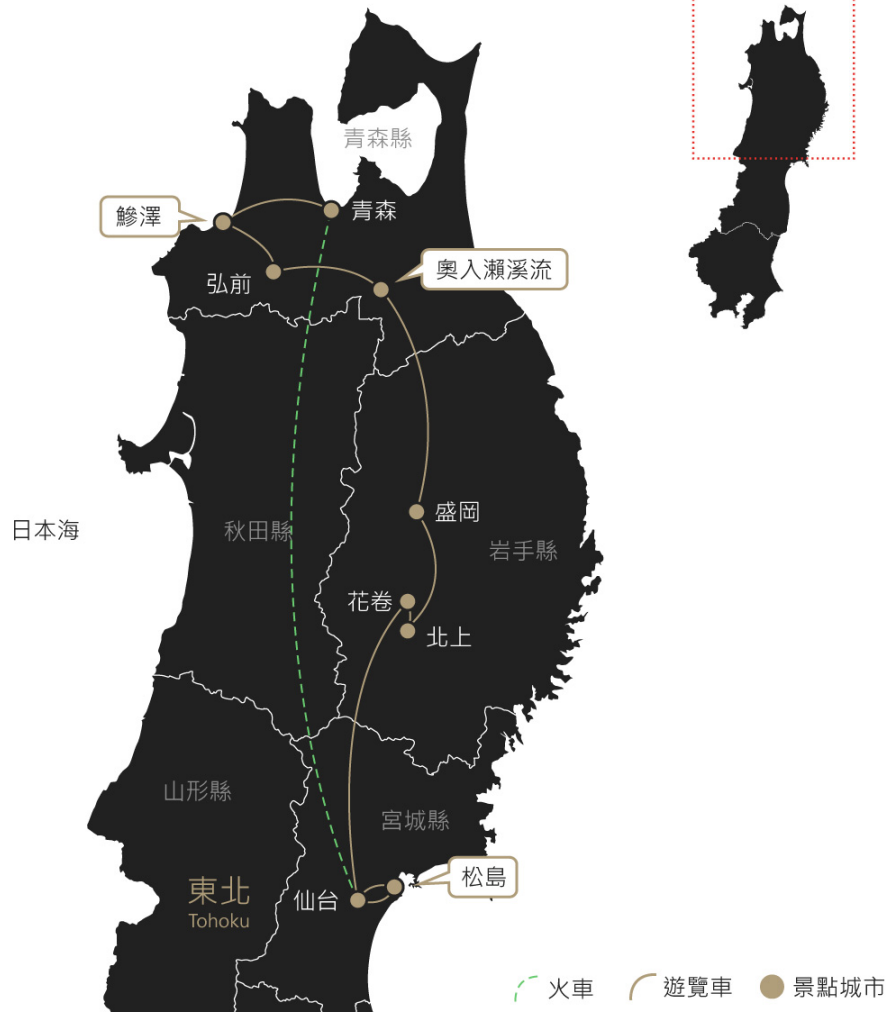 青森縣
鰺澤
青森
弘前
奧入瀨溪流
盛岡
日本海
秋田縣
岩手縣
花卷
北上
山形縣
宮城縣
東北
Tohoku
仙台
松島
火車
遊覽車
景點城市